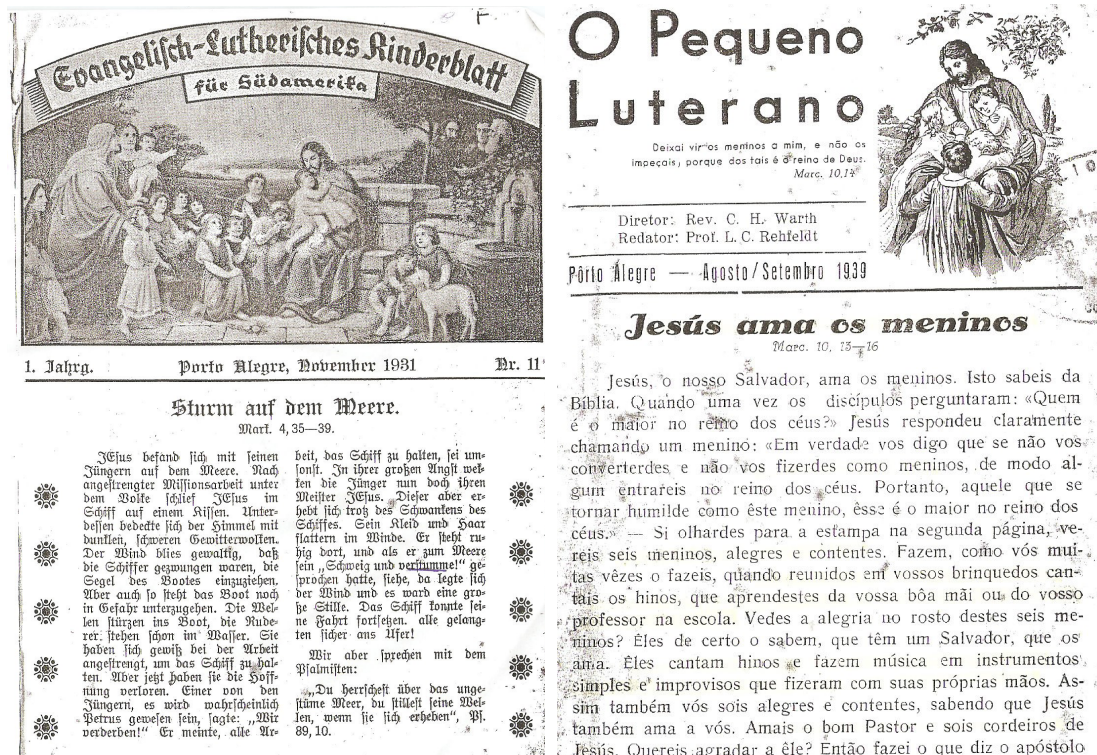 Evangelisch-Lutherisches Kinderblatt
für Südamerika
1. Jahrg.
Porto Alegre, November 1931
Nr. 11
Sturm auf dem Meere.
Mark. 4, 35—39.
JEsus befand sich mit seinen
Jüngern auf dem Meere. Nach
angestrengter Missionsarbeit unter
dem Volke schlief JEsus im
Schiff auf einem Kissen. Unter-
dessen bedeckte sich der Himmel mit
dunklen, schweren Gewitterwolken.
Der Wind blies gewaltig, daß
die Schiffer gezwungen waren, die
Segel des Bootes einzuziehen.
Aber auch so steht das Boot noch
in Gefahr unterzugehen. Die Wel-
len stürzen ins Boot, die Rude-
rer stehen schon im Wasser. Sie
haben sich gewiß bei der Arbeit
angestrengt, um das Schiff zu hal-
ten. Aber jetzt haben sie die Hoff-
nung verloren. Einer von den
Jüngern, es wird wahrscheinlich
Petrus gewesen sein, sagte: „Wir
verderben!“ Er meinte, alle Ar-
beit, das Schiff zu halten, sei um-
sonst. In ihrer großen Angst wek-
ken die Jünger nun doch ihren
Meister JEsus. Dieser aber er-
hebt sich trotz des Schwankens des
Schiffes. Sein Kleid und Haar
flattern im Winde. Er steht ru-
hig dort, und als er zum Meere
sein „Schweig und verstumme!“ ge-
sprochen hatte, siehe, da legte sich
der Wind und es ward eine gro-
ße Stille. Das Schiff konnte sei-
ne Fahrt fortsetzen. alle gelang-
ten sicher ans Ufer!
Wir aber sprechen mit dem
Psalmisten:
„Du herrschest über das unge-
stüme Meer, du stillest seine Wel-
len, wenn sie sich erheben“, Ps.
89, 10.
O Pequeno
Luterano
Deixai vir os meninos a mim, e não os
impeçais, porque dos tais é o reino de Deus.
Marc. 10,14
Diretor: Rev. C. H. Warth
Redator: Prof. L. C. Rehfeldt
Pôrto Alegre — Agosto/Setembro 1939
Jesús ama os meninos
Marc. 10, 13—16
Jesús, o nosso Salvador, ama os meninos. Isto sabeis da
Bíblia. Quando uma vez os discípulos perguntaram: «Quem
é o maior no reino dos céus?» Jesús respondeu claramente
chamando um menino: «Em verdade vos digo que se não vos
converterdes e não vos fizerdes como meninos, de modo al-
gum entrareis no reino dos céus. Portanto, aquele que se
tornar humilde como êste menino, êsse é o maior no reino dos
céus.» — Si olhardes para a estampa na segunda página, ve-
reis seis meninos, alegres e contentes. Fazem, como vós mui-
tas vêzes o fazeis, quando reunidos em vossos brinquedos can-
tais os hinos, que aprendestes da vossa bôa mãi ou do vosso
professor na escola. Vedes a alegria no rosto destes seis me-
ninos? Êles de certo o sabem, que têm um Salvador, que os
ama. Êles cantam hinos e fazem música em instrumentos
simples e improvisos que fizeram com suas próprias mãos. As-
sim também vós sois alegres e contentes, sabendo que Jesús
também ama a vós. Amais o bom Pastor e sois cordeiros de
Jesús. Quereis agradar a êle? Então fazei o que diz o apóstolo